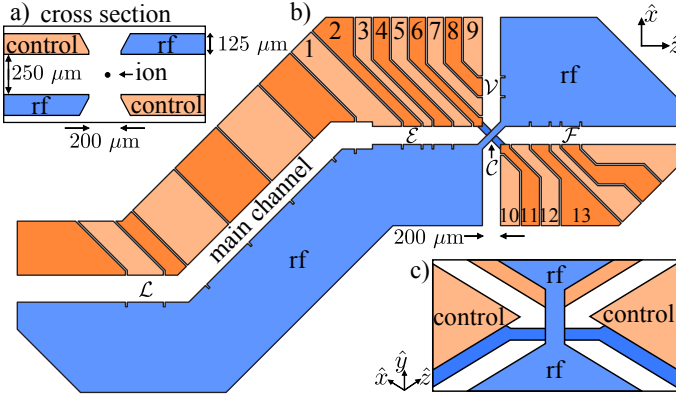 a) cross section
control
rf
125 μm
250 μm
ion
rf
control
200 μm
b)
1
2
3
4
5
6
7
8
9
𝒱
rf
x̂
ẑ
ℰ
ℱ
𝒞
main channel
10
11
12
13
200 μm
rf
ℒ
c)
rf
control
control
rf
ŷ
x̂
ẑ